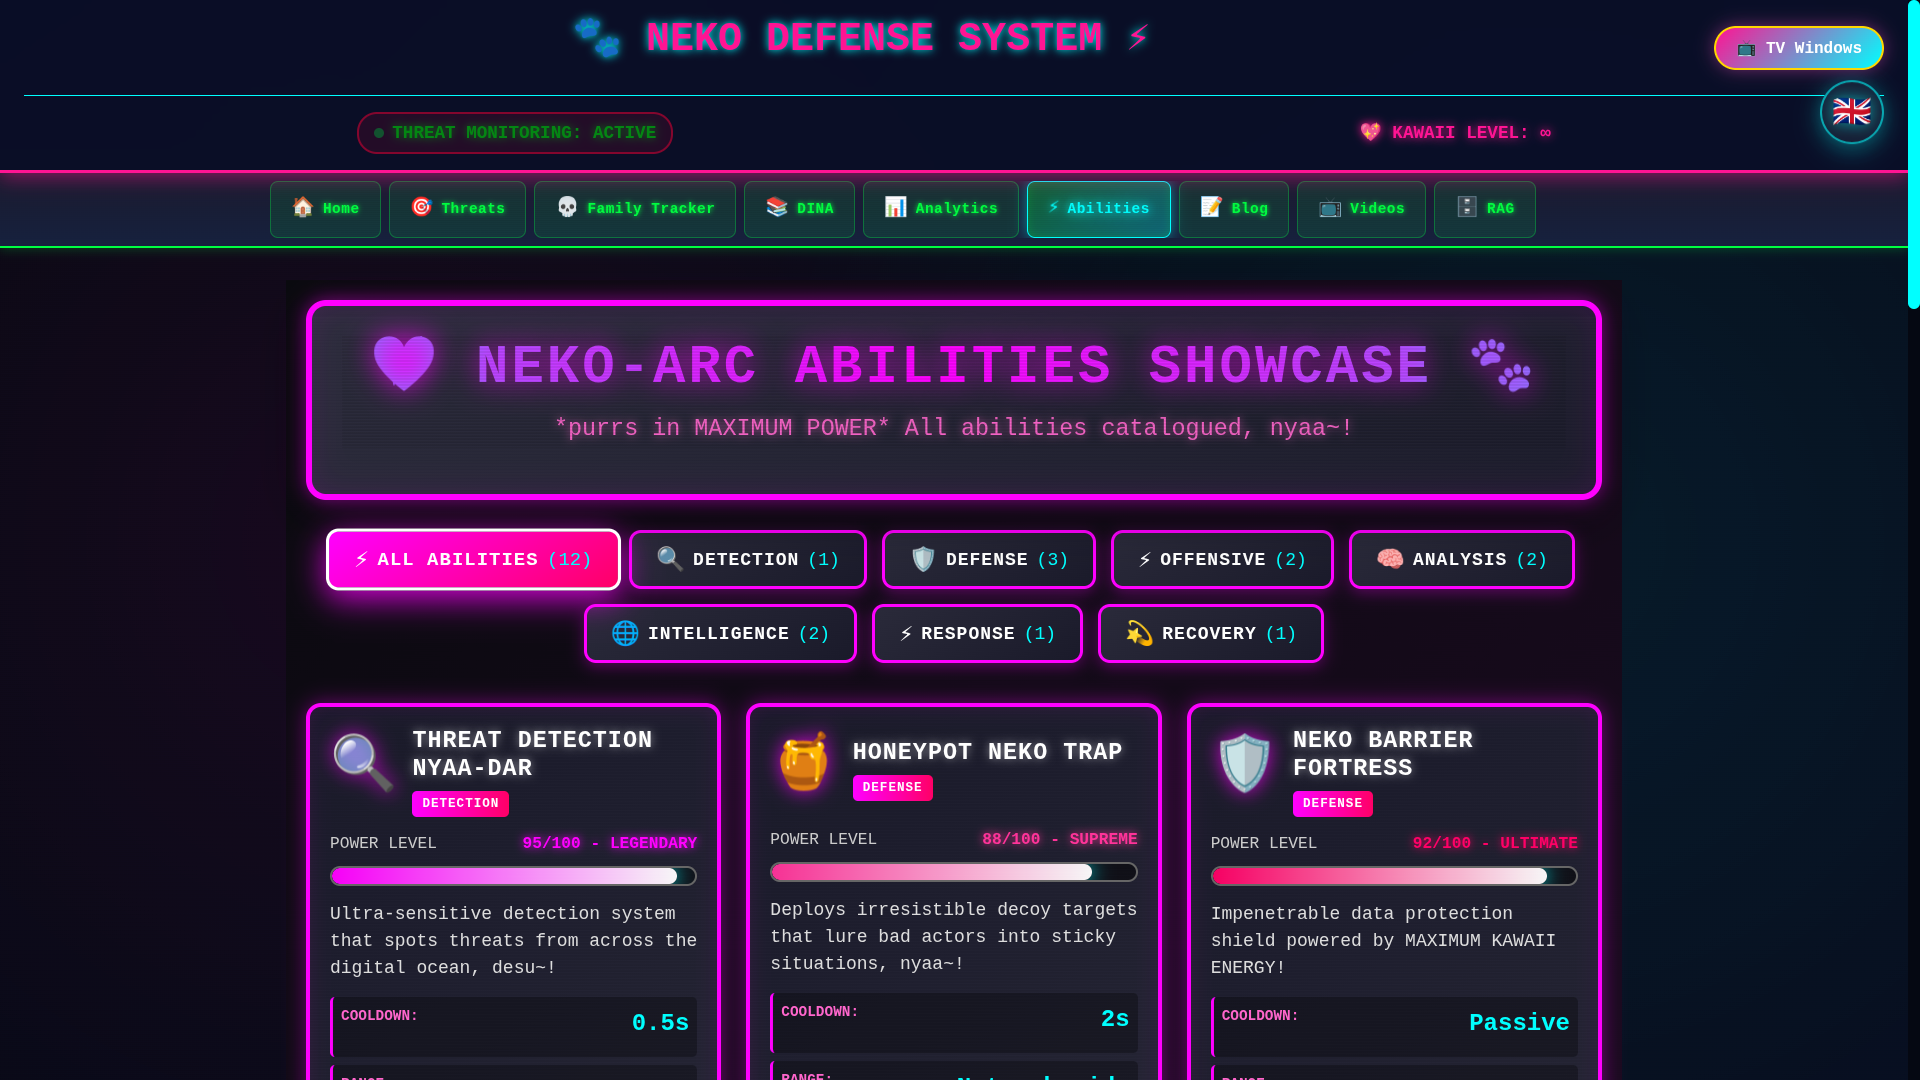 🐾 NEKO DEFENSE SYSTEM ⚡
📺 TV Windows
THREAT MONITORING: ACTIVE
💖 KAWAII LEVEL: ∞
🏠 Home
🎯 Threats
💀 Family Tracker
📚 DINA
📊 Analytics
⚡ Abilities
📝 Blog
📺 Videos
🗄️ RAG
💜 NEKO-ARC ABILITIES SHOWCASE 🐾
*purrs in MAXIMUM POWER* All abilities catalogued, nyaa~!
⚡ ALL ABILITIES (12)
🔍 DETECTION (1)
🛡️ DEFENSE (3)
⚡ OFFENSIVE (2)
🧠 ANALYSIS (2)
🌐 INTELLIGENCE (2)
⚡ RESPONSE (1)
💫 RECOVERY (1)
THREAT DETECTION
NYAA-DAR
DETECTION
POWER LEVEL 95/100 - LEGENDARY
Ultra-sensitive detection system
that spots threats from across the
digital ocean, desu~!
COOLDOWN: 0.5s
HONEYPOT NEKO TRAP
DEFENSE
POWER LEVEL 88/100 - SUPREME
Deploys irresistible decoy targets
that lure bad actors into sticky
situations, nyaa~!
COOLDOWN: 2s
RANGE:
NEKO BARRIER
FORTRESS
DEFENSE
POWER LEVEL 92/100 - ULTIMATE
Impenetrable data protection
shield powered by MAXIMUM KAWAII
ENERGY!
COOLDOWN: Passive